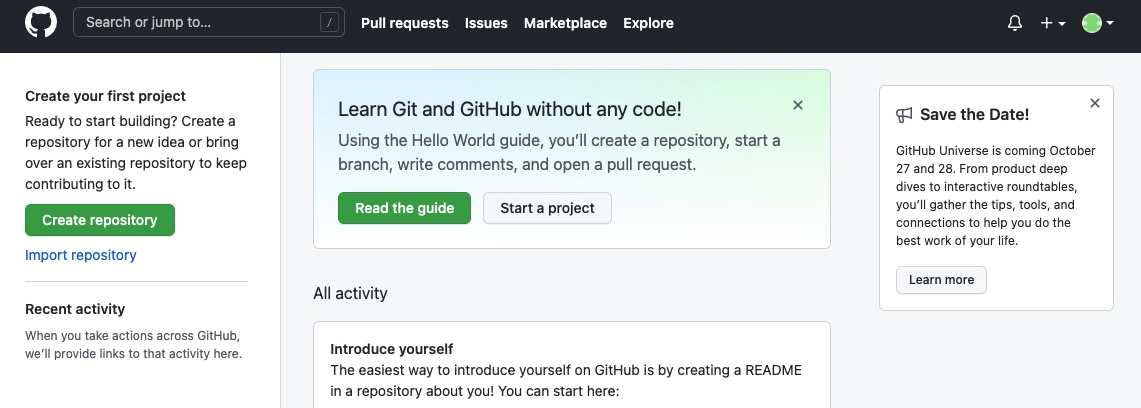 Search or jump to... /
Pull requests
Issues
Marketplace
Explore
Create your first project
Ready to start building? Create a
repository for a new idea or bring
over an existing repository to keep
contributing to it.
Create repository
Import repository
Recent activity
When you take actions across GitHub,
we’ll provide links to that activity here.
Learn Git and GitHub without any code!
Using the Hello World guide, you’ll create a repository, start a
branch, write comments, and open a pull request.
Read the guide
Start a project
All activity
Introduce yourself
The easiest way to introduce yourself on GitHub is by creating a README
in a repository about you! You can start here:
Save the Date!
GitHub Universe is coming October
27 and 28. From product deep
dives to interactive roundtables,
you’ll gather the tips, tools, and
connections to help you do the
best work of your life.
Learn more